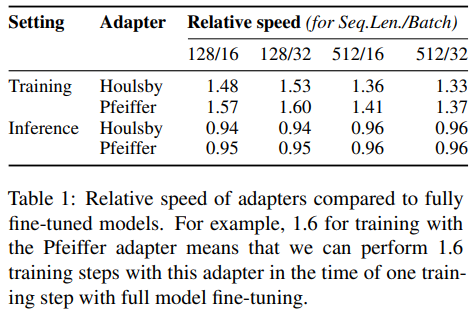 Setting Adapter Relative speed (for Seq.Len./Batch)
128/16 128/32 512/16 512/32
Training Houlsby 1.48 1.53 1.36 1.33
Pfeiffer 1.57 1.60 1.41 1.37
Inference Houlsby 0.94 0.94 0.96 0.96
Pfeiffer 0.95 0.95 0.96 0.96
Table 1: Relative speed of adapters compared to fully
fine-tuned models. For example, 1.6 for training with
the Pfeiffer adapter means that we can perform 1.6
training steps with this adapter in the time of one train-
ing step with full model fine-tuning.